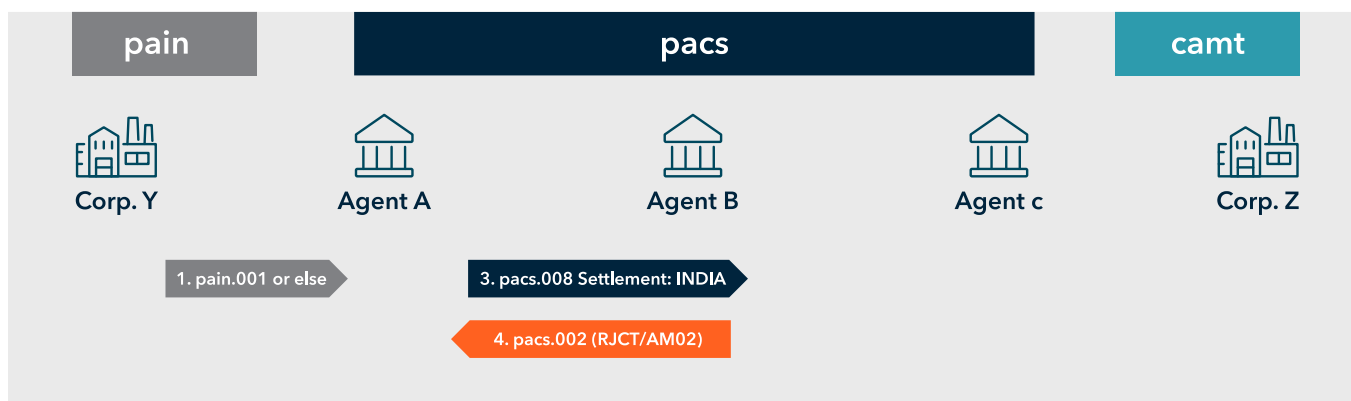 pain
pacs
camt
Corp. Y
Agent A
Agent B
Agent c
Corp. Z
1. pain.001 or else
3. pacs.008 Settlement: INDIA
4. pacs.002 (RJCT/AM02)